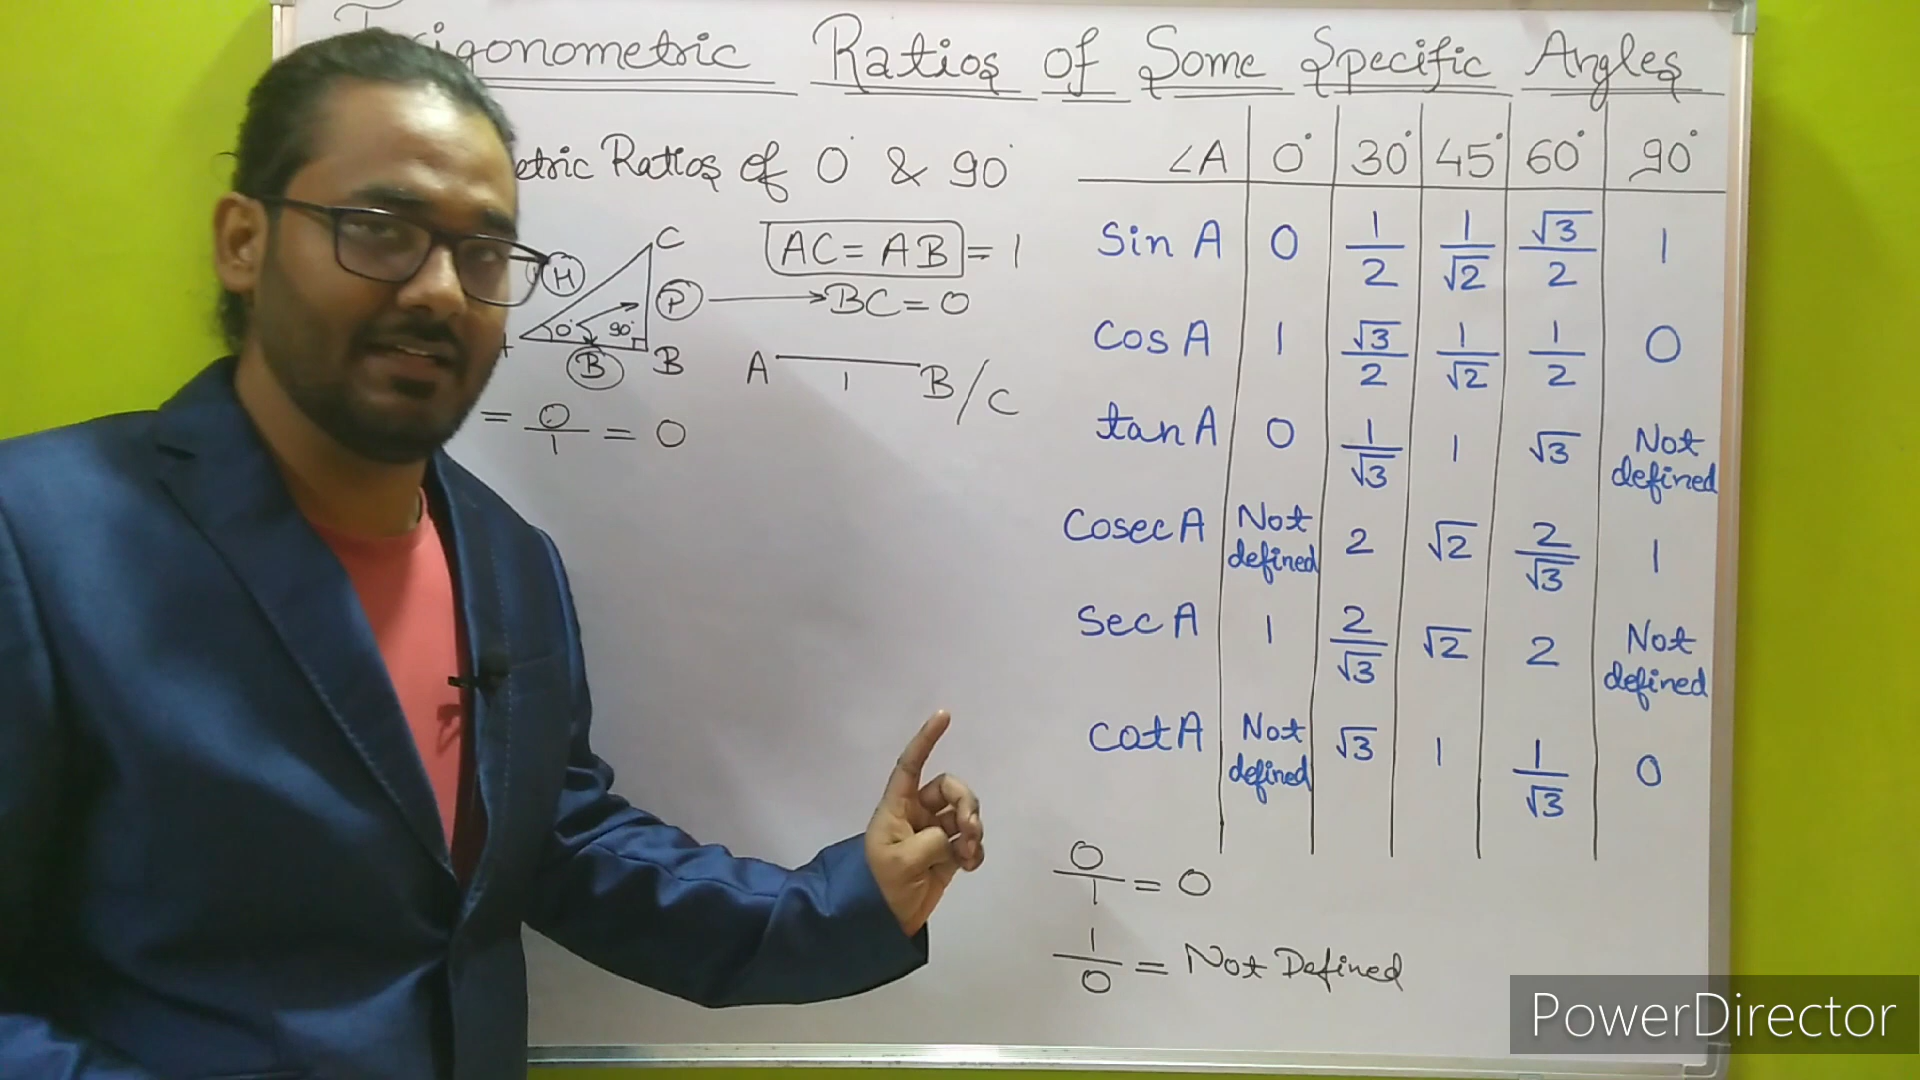 Trigonometric Ratios of Some Specific Angles
etric Ratios of 0° & 90°
C
H
P
0° 90°
B
B
AC = AB = 1
BC = 0
A 1 B/C
= 0/1 = 0
∠A 0° 30° 45° 60° 90°
Sin A 0 1/2 1/√2 √3/2 1
Cos A 1 √3/2 1/√2 1/2 0
tan A 0 1/√3 1 √3 Not defined
Cosec A Not defined 2 √2 2/√3 1
Sec A 1 2/√3 √2 2 Not defined
Cot A Not defined √3 1 1/√3 0
0/1 = 0
1/0 = Not Defined
PowerDirector